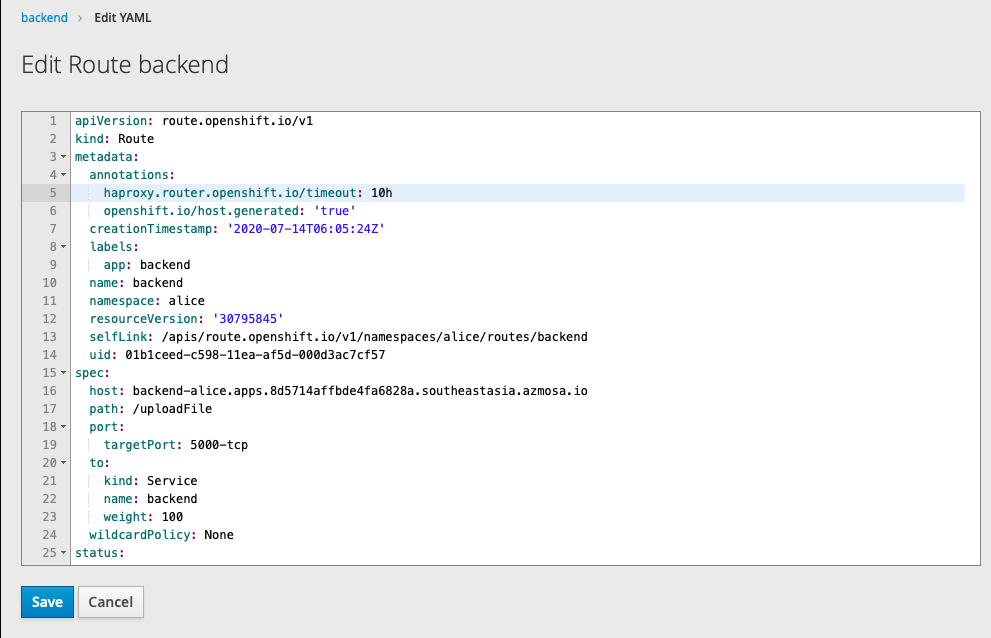 backend > Edit YAML
Edit Route backend
1 apiVersion: route.openshift.io/v1
2 kind: Route
3 metadata:
4 annotations:
5 haproxy.router.openshift.io/timeout: 10h
6 openshift.io/host.generated: 'true'
7 creationTimestamp: '2020-07-14T06:05:24Z'
8 labels:
9 app: backend
10 name: backend
11 namespace: alice
12 resourceVersion: '30795845'
13 selfLink: /apis/route.openshift.io/v1/namespaces/alice/routes/backend
14 uid: 01b1ceed-c598-11ea-af5d-000d3ac7cf57
15 spec:
16 host: backend-alice.apps.8d5714affbde4fa6828a.southeastasia.azmosa.io
17 path: /uploadFile
18 port:
19 targetPort: 5000-tcp
20 to:
21 kind: Service
22 name: backend
23 weight: 100
24 wildcardPolicy: None
25 status:
Save Cancel